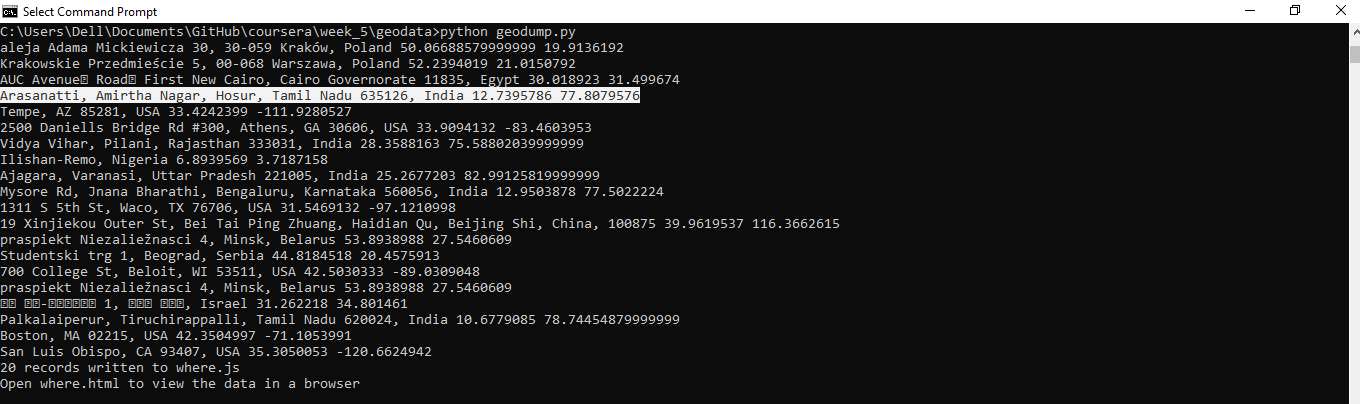 Select Command Prompt
C:\Users\Dell\Documents\GitHub\coursera\week_5\geodata>python geodump.py
aleja Adama Mickiewicza 30, 30-059 Kraków, Poland 50.06688579999999 19.9136192
Krakowskie Przedmieście 5, 00-068 Warszawa, Poland 52.2394019 21.0150792
AUC Avenue Road First New Cairo, Cairo Governorate 11835, Egypt 30.018923 31.499674
Arasanatti, Amirtha Nagar, Hosur, Tamil Nadu 635126, India 12.7395786 77.8079576
Tempe, AZ 85281, USA 33.4242399 -111.9280527
2500 Daniells Bridge Rd #300, Athens, GA 30606, USA 33.9094132 -83.4603953
Vidya Vihar, Pilani, Rajasthan 333031, India 28.3588163 75.58802039999999
Ilishan-Remo, Nigeria 6.8939569 3.7187158
Ajagara, Varanasi, Uttar Pradesh 221005, India 25.2677203 82.99125819999999
Mysore Rd, Jnana Bharathi, Bengaluru, Karnataka 560056, India 12.9503878 77.5022224
1311 S 5th St, Waco, TX 76706, USA 31.5469132 -97.1210998
19 Xinjiekou Outer St, Bei Tai Ping Zhuang, Haidian Qu, Beijing Shi, China, 100875 39.9619537 116.3662615
praspiekt Niezaliežnasci 4, Minsk, Belarus 53.8938988 27.5460609
Studentski trg 1, Beograd, Serbia 44.8184518 20.4575913
700 College St, Beloit, WI 53511, USA 42.5030333 -89.0309048
praspiekt Niezaliežnasci 4, Minsk, Belarus 53.8938988 27.5460609
1, , Israel 31.262218 34.801461
Palkalaiperur, Tiruchirappalli, Tamil Nadu 620024, India 10.6779085 78.74454879999999
Boston, MA 02215, USA 42.3504997 -71.1053991
San Luis Obispo, CA 93407, USA 35.3050053 -120.6624942
20 records written to where.js
Open where.html to view the data in a browser